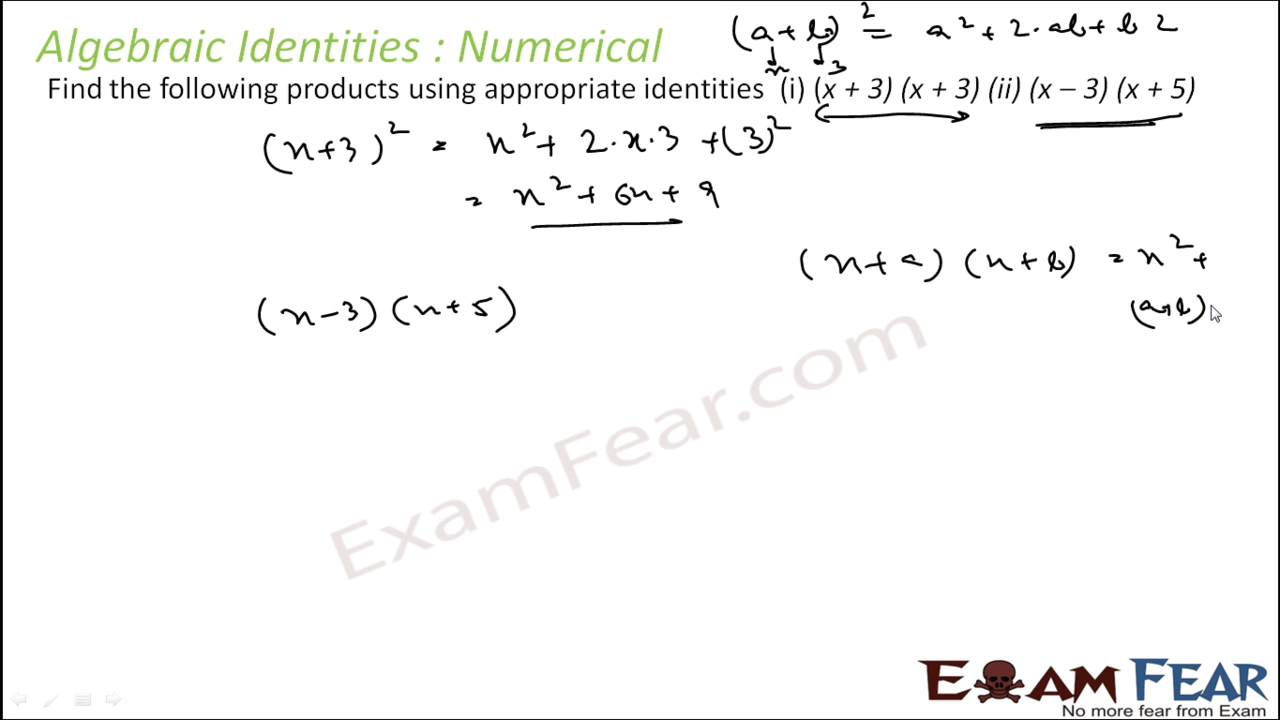 Algebraic Identities : Numerical
(a + b)² = a² + 2·ab + b 2
x 3
Find the following products using appropriate identities (i) (x + 3) (x + 3) (ii) (x – 3) (x + 5)
(x+3)² = x² + 2·x·3 + (3)²
= x² + 6x + 9
(x + a) (x + b) = x² +
(a+b)
(x – 3) (x + 5)
ExamFear.com
EXAM FEAR
No more fear from Exam